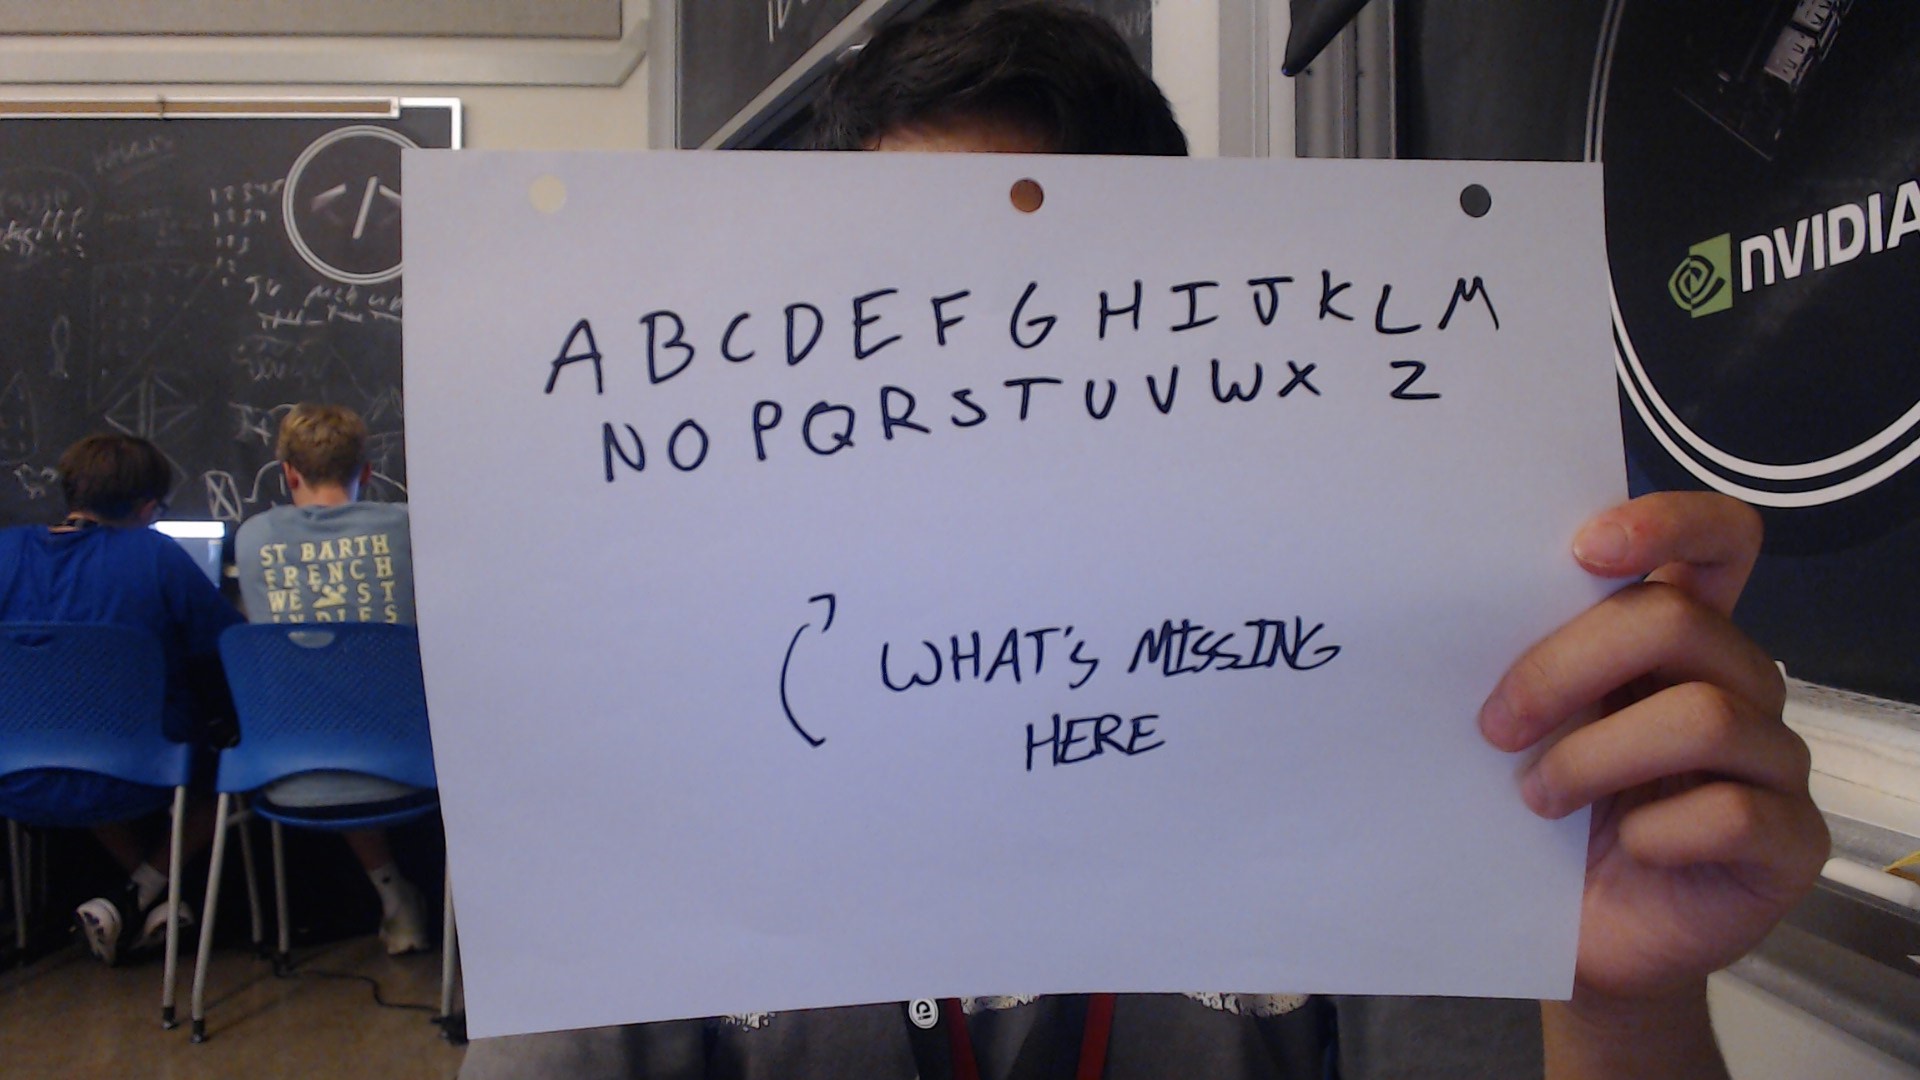 A B C D E F G H I J K L M
N O P Q R S T U V W X Z
WHAT'S MISSING
HERE
NVIDIA
</>
ST BARTH
FRENCH
WEST
INDIES